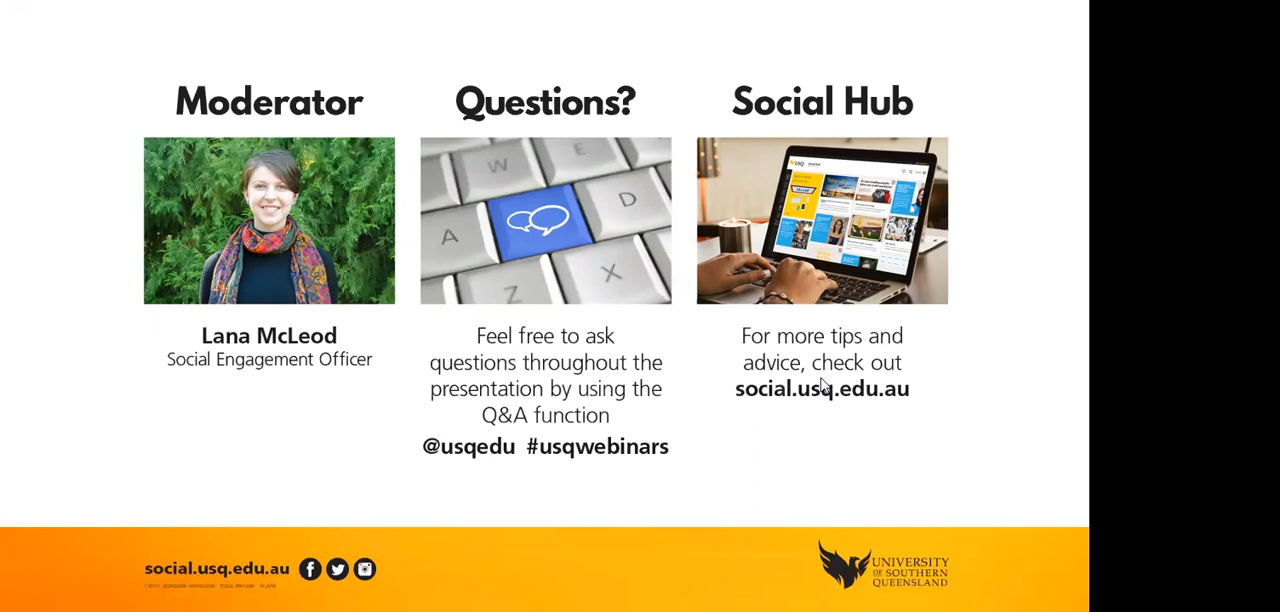 Moderator
Questions?
Social Hub
W
E
A
D
Z
X
USQ
Lana McLeod
Social Engagement Officer
Feel free to ask
questions throughout the
presentation by using the
Q&A function
@usqedu #usqwebinars
For more tips and
advice, check out
social.usq.edu.au
social.usq.edu.au
UNIVERSITY
OF SOUTHERN
QUEENSLAND